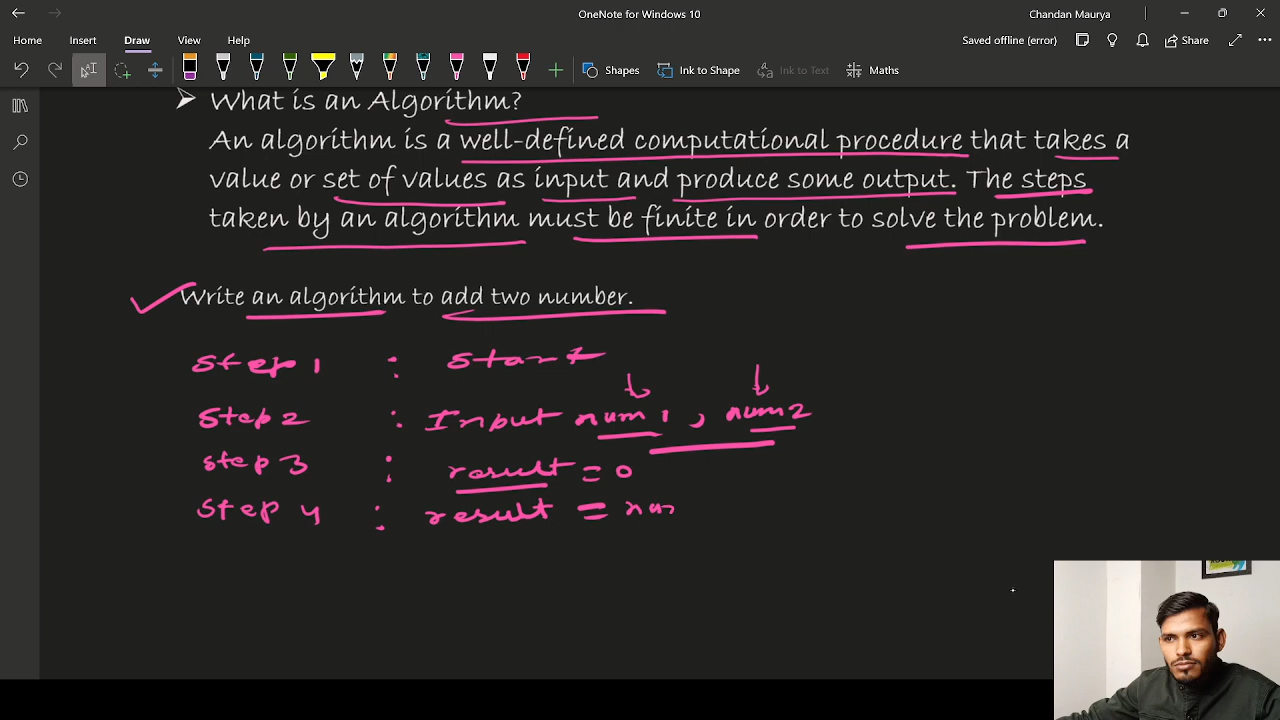 OneNote for Windows 10
Chandan Maurya
Home Insert Draw View Help
Saved offline (error)
Share
Shapes
Ink to Shape
Ink to Text
Maths
➤ What is an Algorithm?
An algorithm is a well-defined computational procedure that takes a
value or set of values as input and produce some output. The steps
taken by an algorithm must be finite in order to solve the problem.
Write an algorithm to add two number.
Step 1 : Start
Step 2 : Input num1, num2
Step 3 : result = 0
Step 4 : result = num